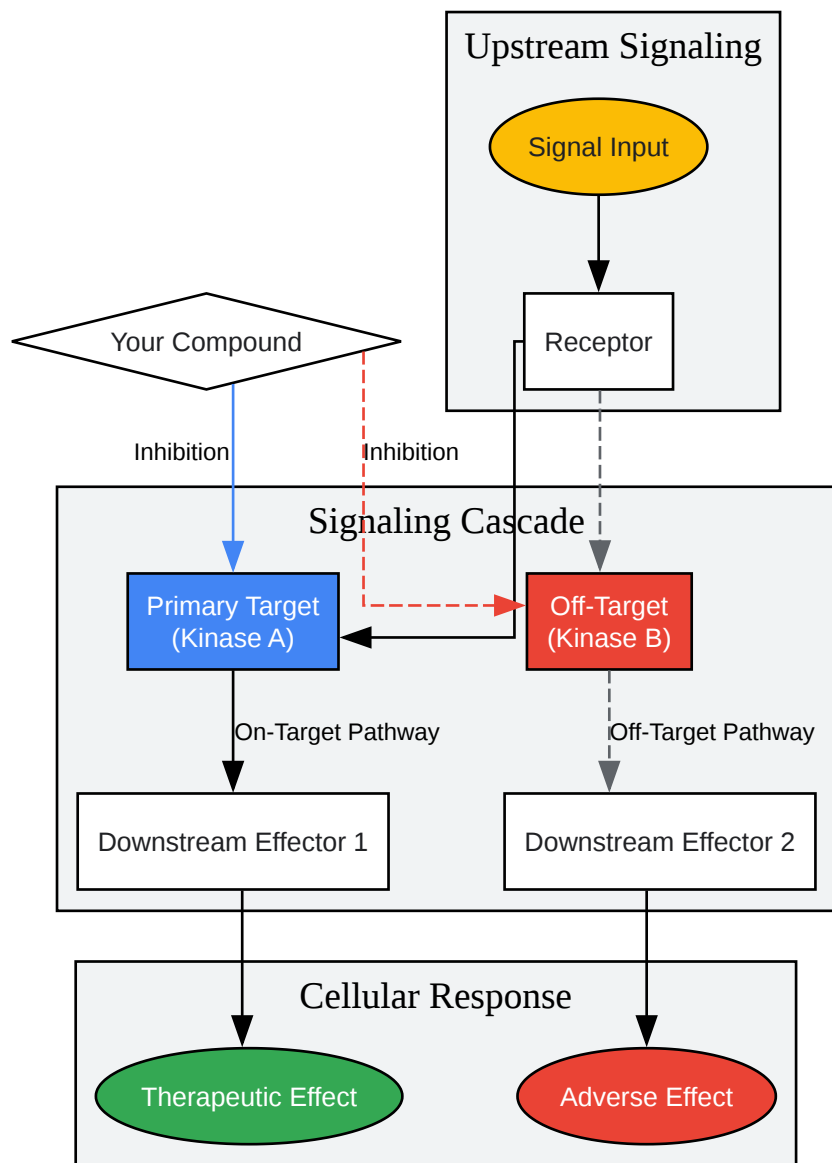 Upstream Signaling
Signal Input
Your Compound
Receptor
Inhibition
Inhibition
Signaling Cascade
Primary Target
(Kinase A)
Off-Target
(Kinase B)
On-Target Pathway
Off-Target Pathway
Downstream Effector 1
Downstream Effector 2
Cellular Response
Therapeutic Effect
Adverse Effect